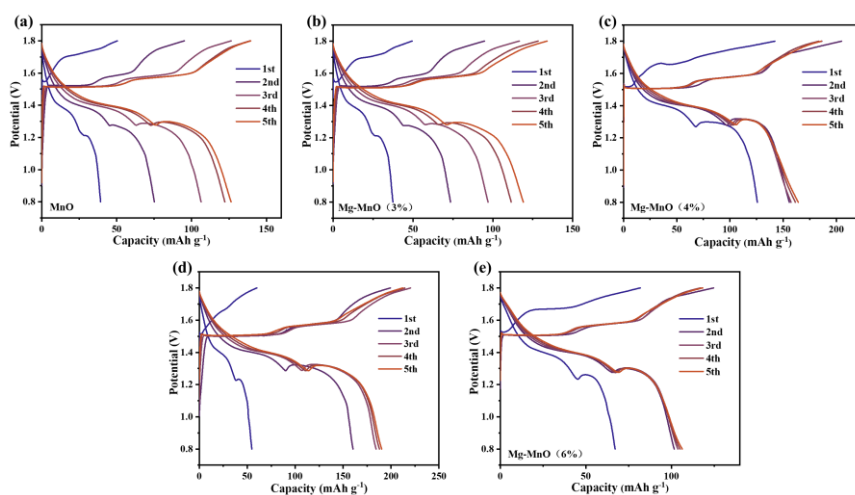 (a)
1.8
1.6
1.4
1.2
1.0
0.8
Potential (V)
1st
2nd
3rd
4th
5th
MnO
0 50 100 150
Capacity (mAh g⁻¹)
(b)
1.8
1.6
1.4
1.2
1.0
0.8
Potential (V)
1st
2nd
3rd
4th
5th
Mg-MnO（3%）
0 50 100 150
Capacity (mAh g⁻¹)
(c)
1.8
1.6
1.4
1.2
1.0
0.8
Potential (V)
1st
2nd
3rd
4th
5th
Mg-MnO（4%）
0 50 100 150 200
Capacity (mAh g⁻¹)
(d)
1.8
1.6
1.4
1.2
1.0
0.8
Potential (V)
1st
2nd
3rd
4th
5th
0 50 100 150 200 250
Capacity (mAh g⁻¹)
(e)
1.8
1.6
1.4
1.2
1.0
0.8
Potential (V)
1st
2nd
3rd
4th
5th
Mg-MnO（6%）
0 50 100
Capacity (mAh g⁻¹)